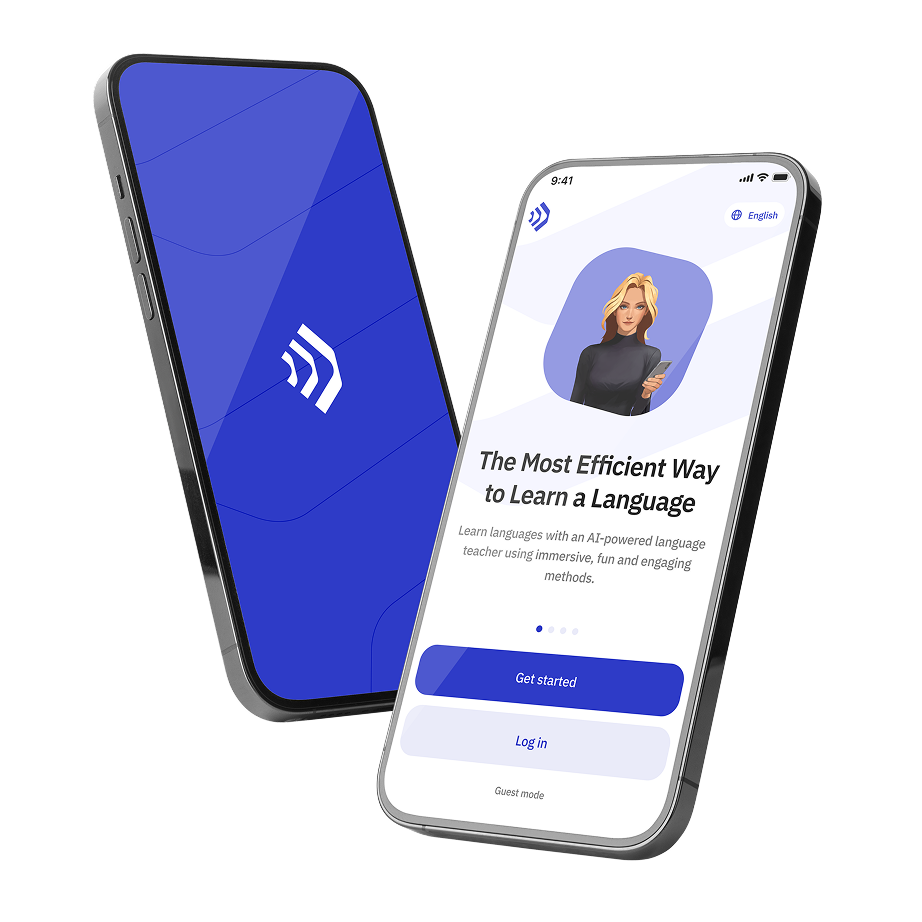 9:41
English
The Most Efficient Way
to Learn a Language
Learn languages with an AI-powered language
teacher using immersive, fun and engaging
methods.
Get started
Log in
Guest mode